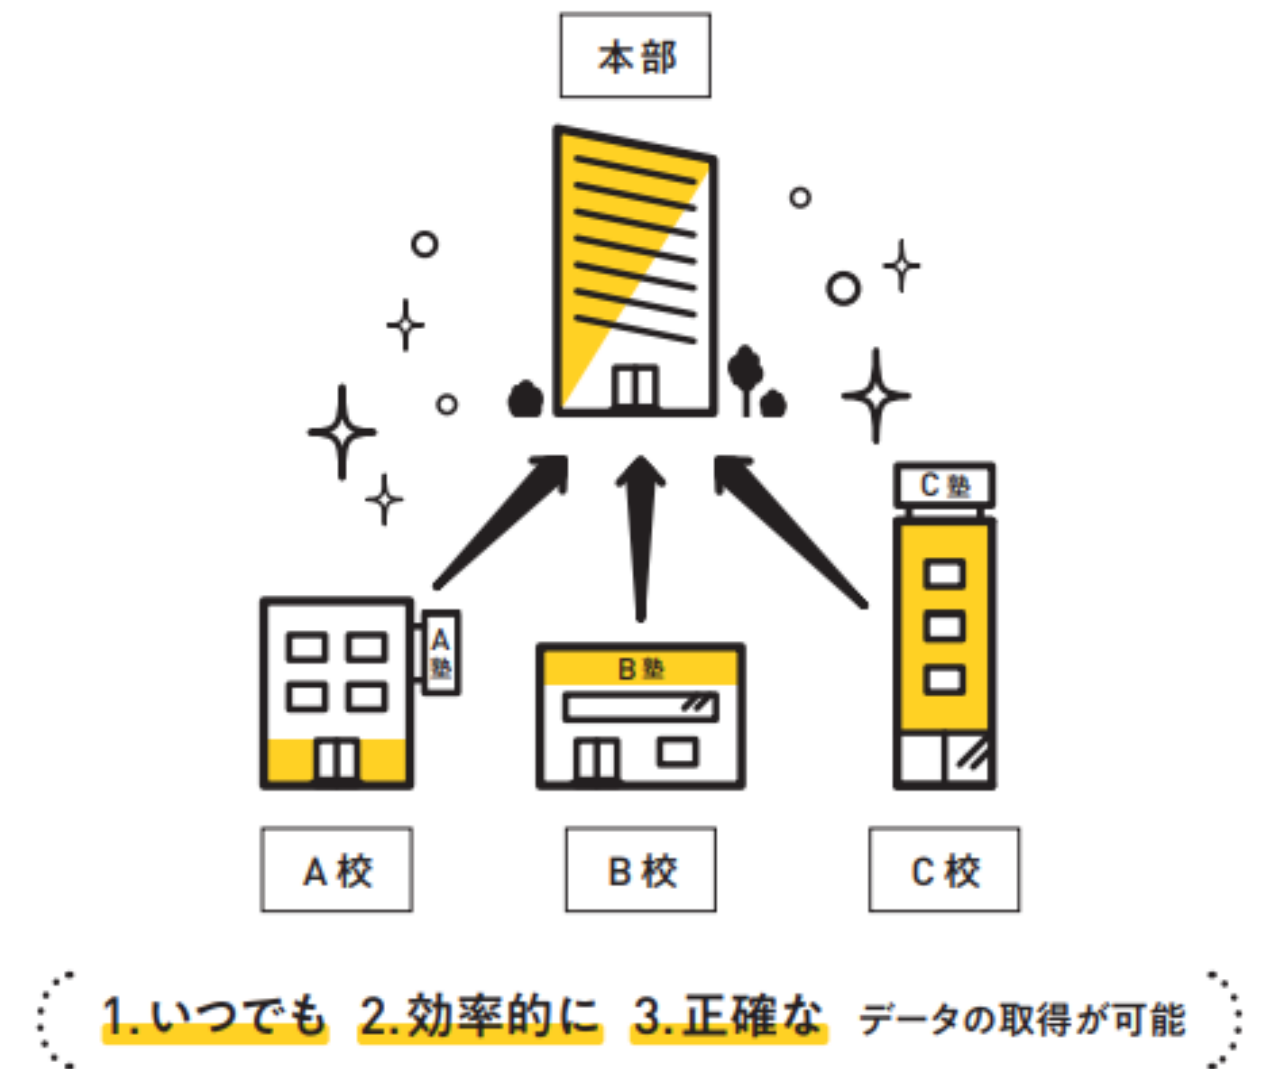 本部
C塾
A
塾
B塾
A校
B校
C校
1.いつでも 2.効率的に 3.正確な データの取得が可能